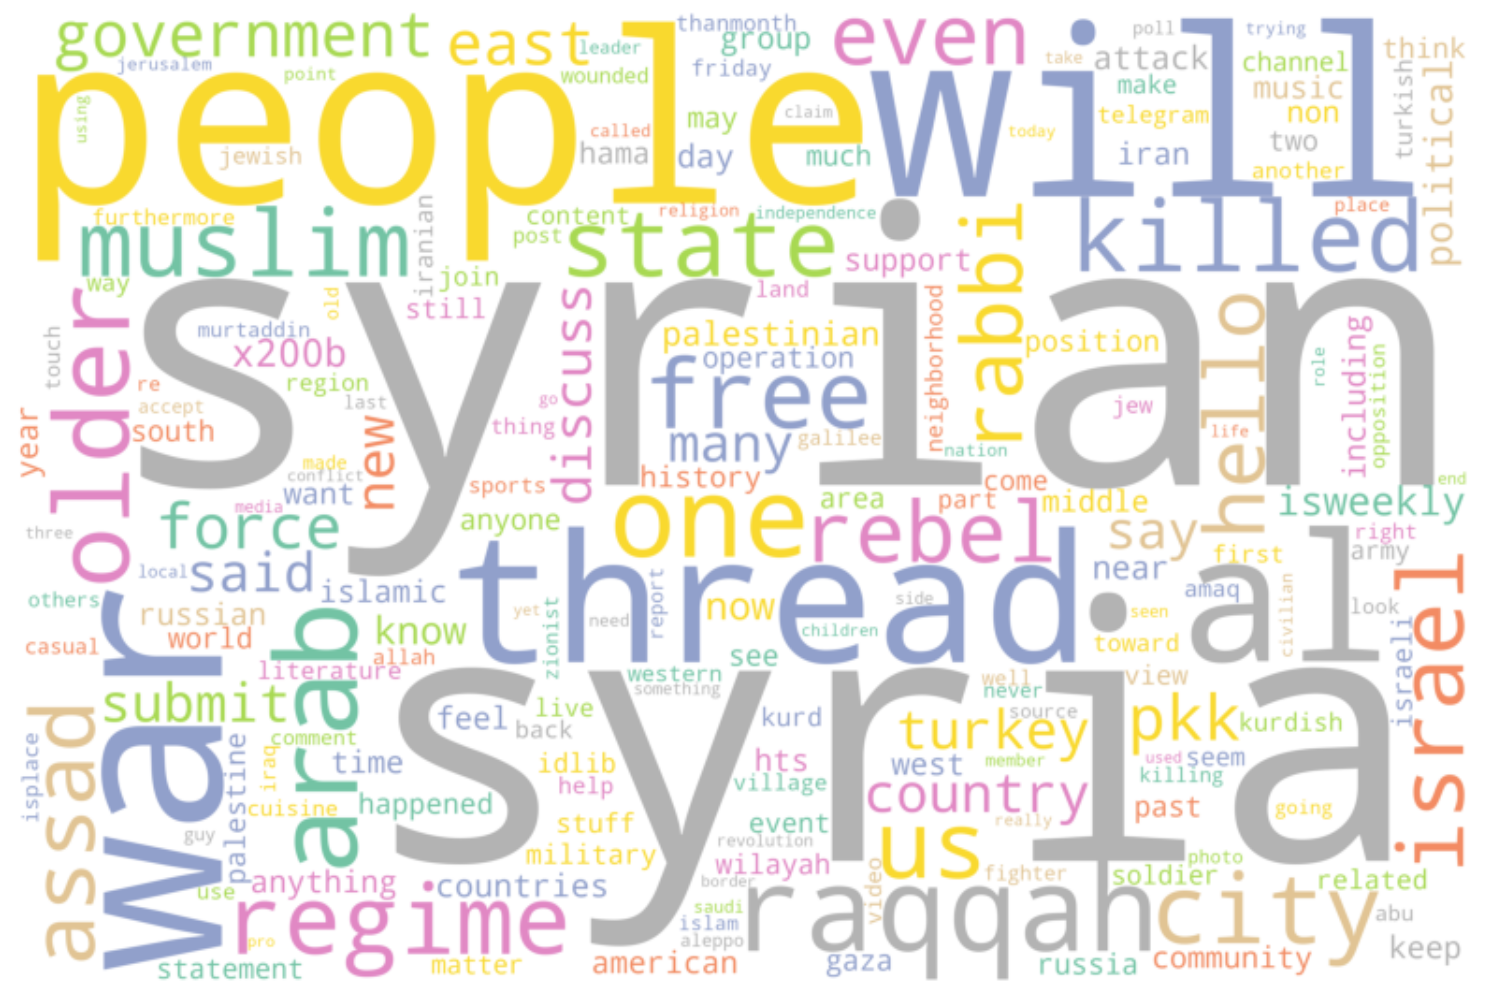 government
east
leader
thanmonth
group
even
poll
trying
think
jerusalem
point
wounded
friday
take
attack
channel
people
will
make
music
using
claim
telegram
non
turkish
political
called
may
today
two
jewish
hama
day
much
iran
another
furthermore
content
religion
independence
place
muslim
iranian
post
state
rabbi
killed
support
way
join
syrian
land
older
old
still
discuss
neighborhood
hello
murtaddin
palestinian
position
including
touch
x200b
operation
role
opposition
re
region
free
accept
last
go
jew
year
south
new
thing
many
galilee
life
nation
made
conflict
history
come
end
want
sports
area
part
middle
isweekly
media
force
anyone
one
rebel
say
three
right
first
army
local
said
islamic
thread
near
amaq
al
israel
others
report
now
side
seen
civilian
look
russian
yet
need
children
know
zionist
toward
casual
world
arab
allah
see
israeli
war
literature
western
well
view
something
never
submit
feel
live
kurd
source
assad
back
turkey
pkk
kurdish
comment
syria
isplace
palestine
iraq
time
idlib
hts
west
member
used
seem
help
village
killing
cuisine
happened
country
past
going
guy
stuff
event
really
revolution
us
military
wilayah
photo
use
anything
countries
border
video
fighter
soldier
related
regime
saudi
raqqah
city
abu
islam
pro
aleppo
keep
statement
matter
american
gaza
russia
community